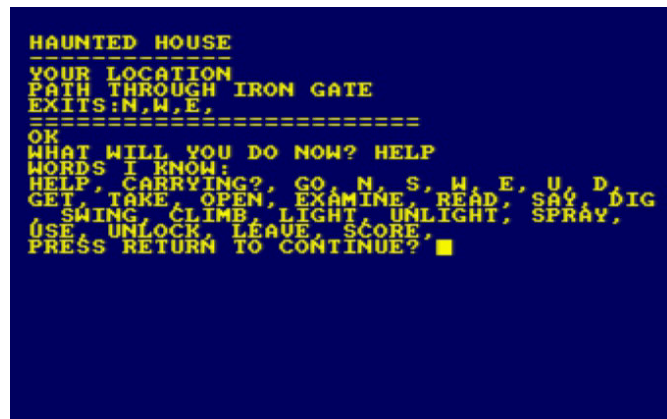 HAUNTED HOUSE
-------------
YOUR LOCATION
PATH THROUGH IRON GATE
EXITS:N,W,E,
=========================
OK
WHAT WILL YOU DO NOW? HELP
WORDS I KNOW:
HELP, CARRYING?, GO, N, S, W, E, U, D,
GET, TAKE, OPEN, EXAMINE, READ, SAY, DIG
, SWING, CLIMB, LIGHT, UNLIGHT, SPRAY,
USE, UNLOCK, LEAVE, SCORE,
PRESS RETURN TO CONTINUE?